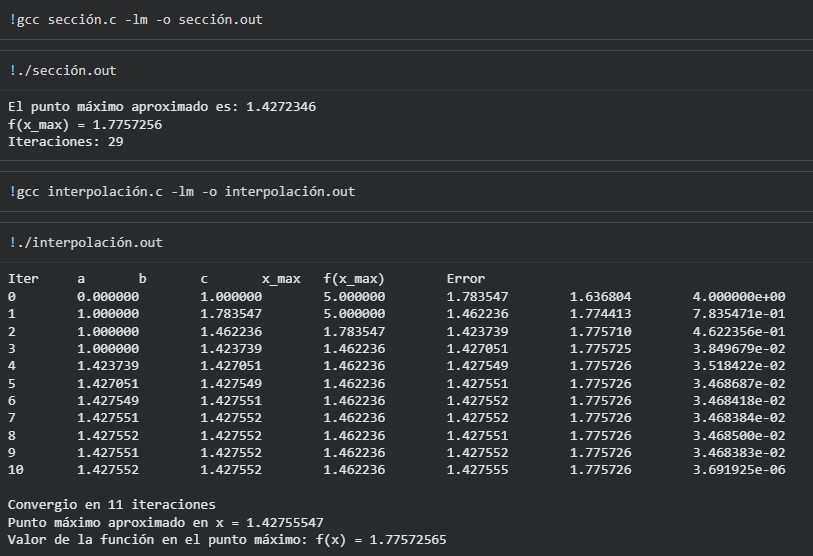 !gcc sección.c -lm -o sección.out
!./sección.out
El punto máximo aproximado es: 1.4272346
f(x_max) = 1.7757256
Iteraciones: 29
!gcc interpolación.c -lm -o interpolación.out
!./interpolación.out
Iter a b c x_max f(x_max) Error
0 0.000000 1.000000 5.000000 1.783547 1.636804 4.000000e+00
1 1.000000 1.783547 5.000000 1.462236 1.774413 7.835471e-01
2 1.000000 1.462236 1.783547 1.423739 1.775710 4.622356e-01
3 1.000000 1.423739 1.462236 1.427051 1.775725 3.849679e-02
4 1.423739 1.427051 1.462236 1.427549 1.775726 3.518422e-02
5 1.427051 1.427549 1.462236 1.427551 1.775726 3.468687e-02
6 1.427549 1.427551 1.462236 1.427552 1.775726 3.468418e-02
7 1.427551 1.427552 1.462236 1.427552 1.775726 3.468384e-02
8 1.427552 1.427552 1.462236 1.427551 1.775726 3.468500e-02
9 1.427551 1.427552 1.462236 1.427552 1.775726 3.468383e-02
10 1.427552 1.427552 1.462236 1.427555 1.775726 3.691925e-06
Convergio en 11 iteraciones
Punto máximo aproximado en x = 1.42755547
Valor de la función en el punto máximo: f(x) = 1.77572565